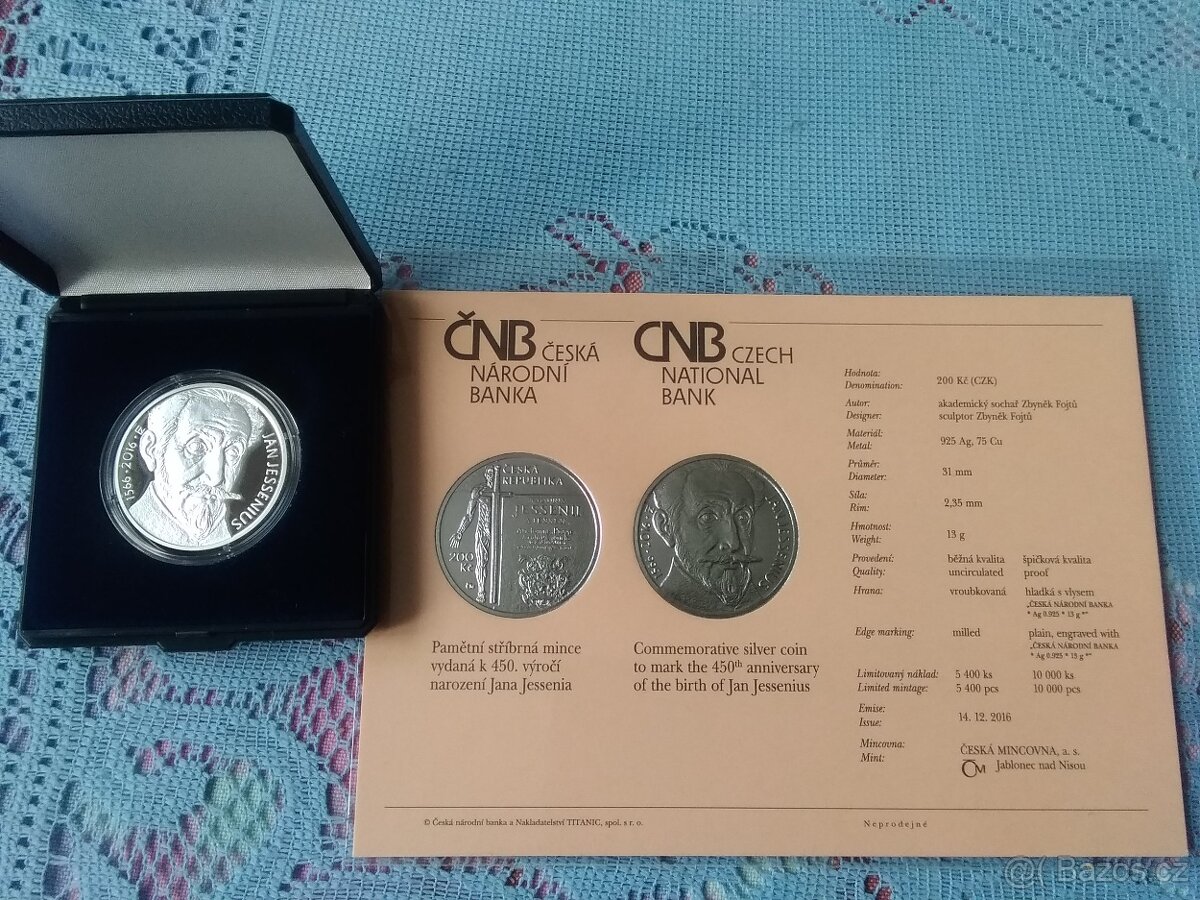 1566 • 2016 • E
JAN JESSENIUS
ČNB ČESKÁ
NÁRODNÍ
BANKA
CNB CZECH
NATIONAL
BANK
ČESKÁ
REPUBLIKA
JESSENII
200
Kč
JESSENIUS
Pamětní stříbrná mince
vydaná k 450. výročí
narození Jana Jessenia
Commemorative silver coin
to mark the 450th anniversary
of the birth of Jan Jessenius
Hodnota:
Denomination: 200 Kč (CZK)
Autor: akademický sochař Zbyněk Fojtů
Designer: sculptor Zbyněk Fojtů
Materiál:
Metal: 925 Ag, 75 Cu
Průměr:
Diameter: 31 mm
Síla:
Rim: 2,35 mm
Hmotnost:
Weight: 13 g
Provedení: běžná kvalita špičková kvalita
Quality: uncirculated proof
Hrana: vroubkovaná hladká s vlysem
„ČESKÁ NÁRODNÍ BANKA
* Ag 0.925 * 13 g *“
Edge marking: milled plain, engraved with
„ČESKÁ NÁRODNÍ BANKA
* Ag 0.925 * 13 g *“
Limitovaný náklad: 5 400 ks 10 000 ks
Limited mintage: 5 400 pcs 10 000 pcs
Emise:
Issue: 14. 12. 2016
Mincovna: ČESKÁ MINCOVNA, a. s.
Mint: ČM Jablonec nad Nisou
© Česká národní banka a Nakladatelství TITANIC, spol. s r. o.
Neprodejné
@( Bazos.cz